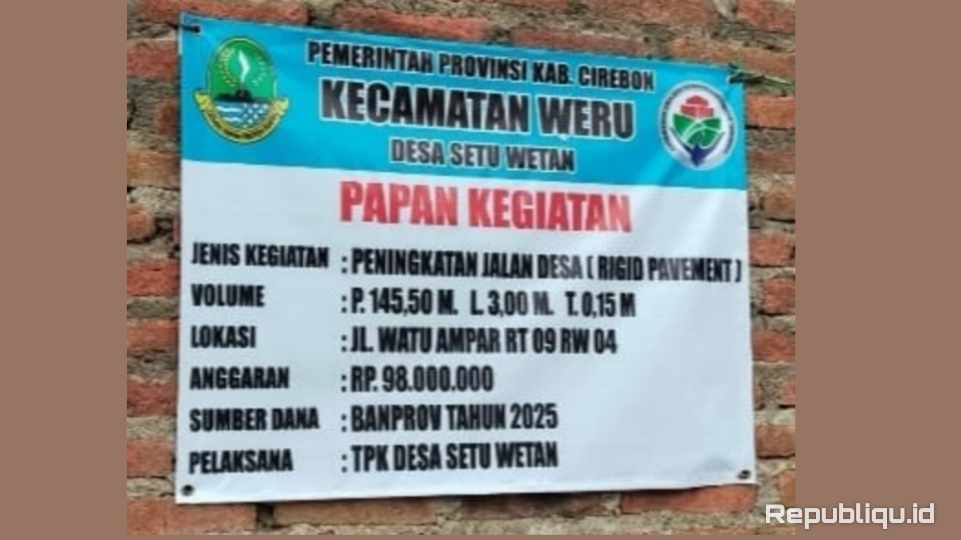 PEMERINTAH PROVINSI KAB. CIREBON
KECAMATAN WERU
DESA SETU WETAN
PAPAN KEGIATAN
JENIS KEGIATAN : PENINGKATAN JALAN DESA ( RIGID PAVEMENT )
VOLUME : P. 145,50 M. L. 3,00 M. T. 0,15 M
LOKASI : JL. WATU AMPAR RT 09 RW 04
ANGGARAN : RP. 98.000.000
SUMBER DANA : BANPROV TAHUN 2025
PELAKSANA : TPK DESA SETU WETAN
Republiqu.id